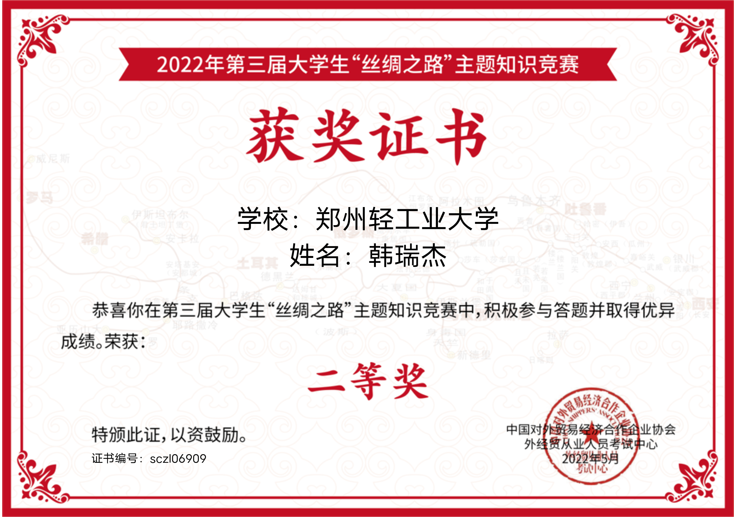 2022年第三届大学生“丝绸之路”主题知识竞赛
获奖证书
学校：郑州轻工业大学
姓名：韩瑞杰
恭喜你在第三届大学生“丝绸之路”主题知识竞赛中，积极参与答题并取得优异
成绩。荣获：
二等奖
特颁此证，以资鼓励。
证书编号：sczl06909
中国对外贸易经济合作企业协会
外经贸从业人员考试中心
2022年5月